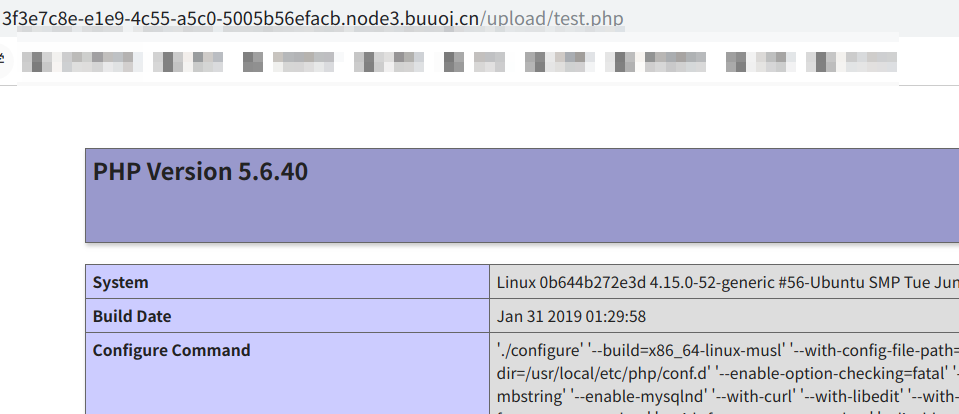 3f3e7c8e-e1e9-4c55-a5c0-5005b56efacb.node3.buuoj.cn/upload/test.php
PHP Version 5.6.40
System
Linux 0b644b272e3d 4.15.0-52-generic #56-Ubuntu SMP Tue Jun
Build Date
Jan 31 2019 01:29:58
Configure Command
'./configure' '--build=x86_64-linux-musl' '--with-config-file-path=
dir=/usr/local/etc/php/conf.d' '--enable-option-checking=fatal' '-
mbstring' '--enable-mysqlnd' '--with-curl' '--with-libedit' '--with-